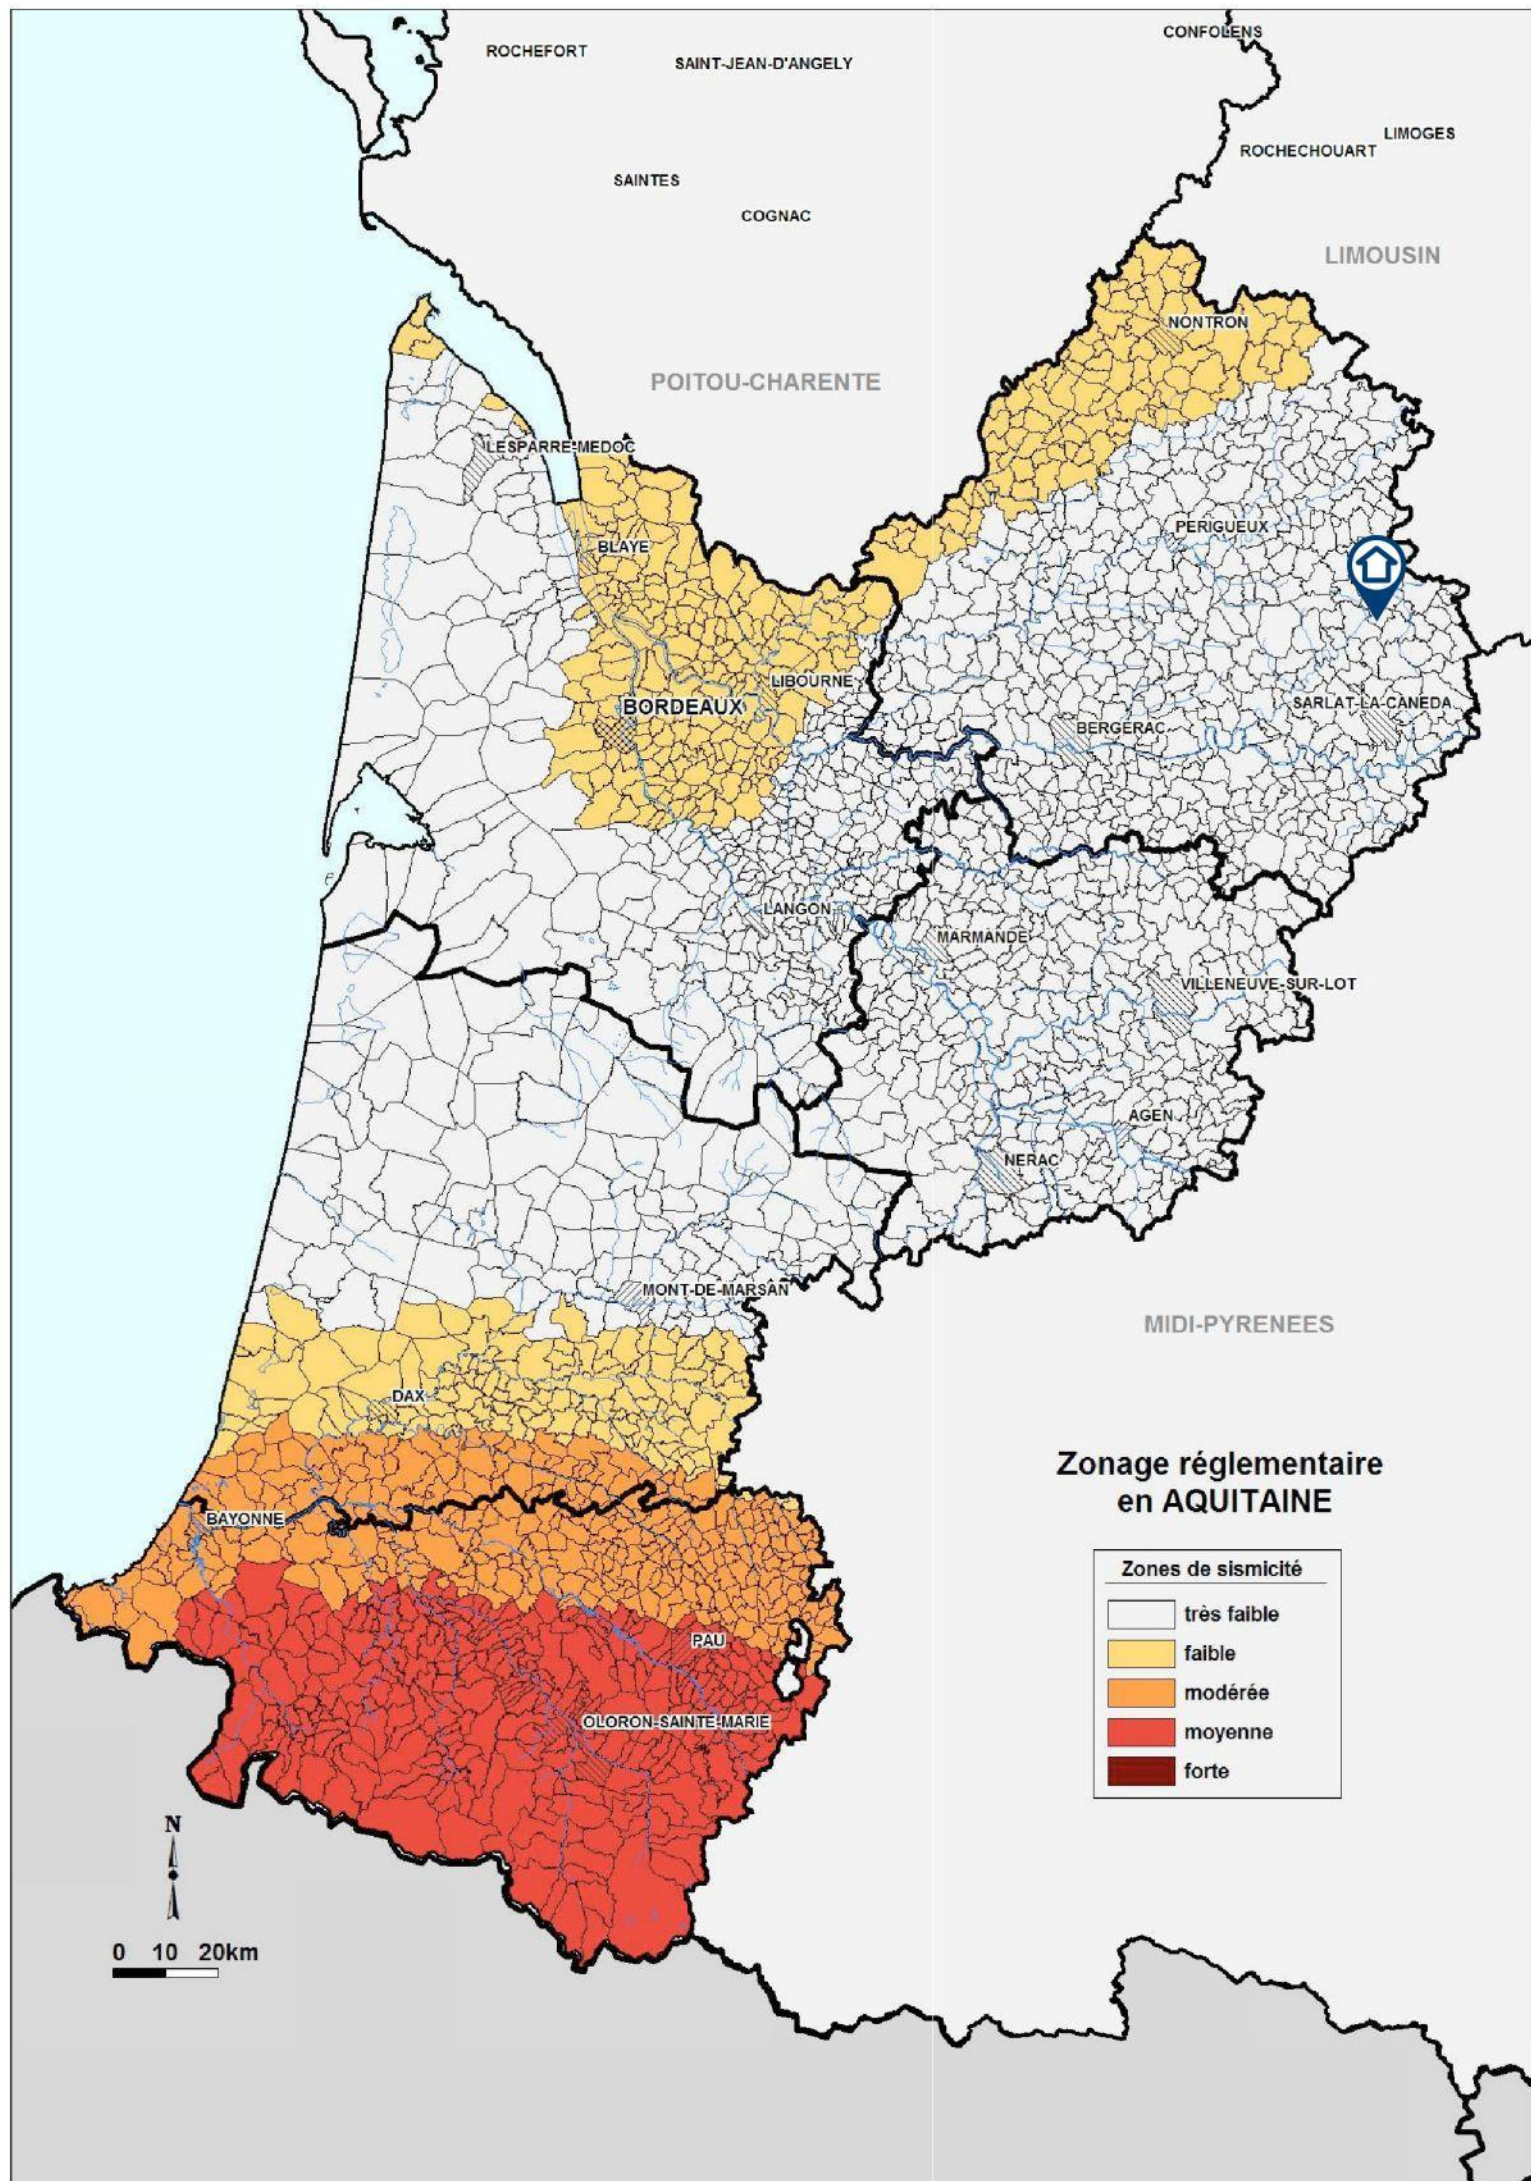 CONFOLENS
ROCHEFORT
SAINT-JEAN-D'ANGELY
LIMOGES
ROCHECHOUART
SAINTES
COGNAC
LIMOUSIN
NONTRON
POITOU-CHARENTE
LESPARRE-MEDOC
PERIGUEUX
BLAYE
LIBOURNE
SARLAT-LA-CANEDA
BORDEAUX
BERGERAC
LANGON
MARMANDE
VILLENEUVE-SUR-LOT
AGEN
NERAC
MONT-DE-MARSAN
MIDI-PYRENEES
DAX
Zonage réglementaire
en AQUITAINE
BAYONNE
Zones de sismicité
très faible
faible
modérée
moyenne
forte
PAU
OLORON-SAINTE-MARIE
N
0 10 20km